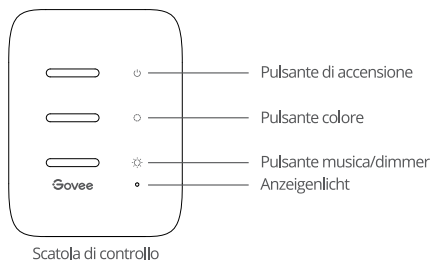 Pulsante di accensione
Pulsante colore
Pulsante musica/dimmer
Govee
Anzeigenlicht
Scatola di controllo